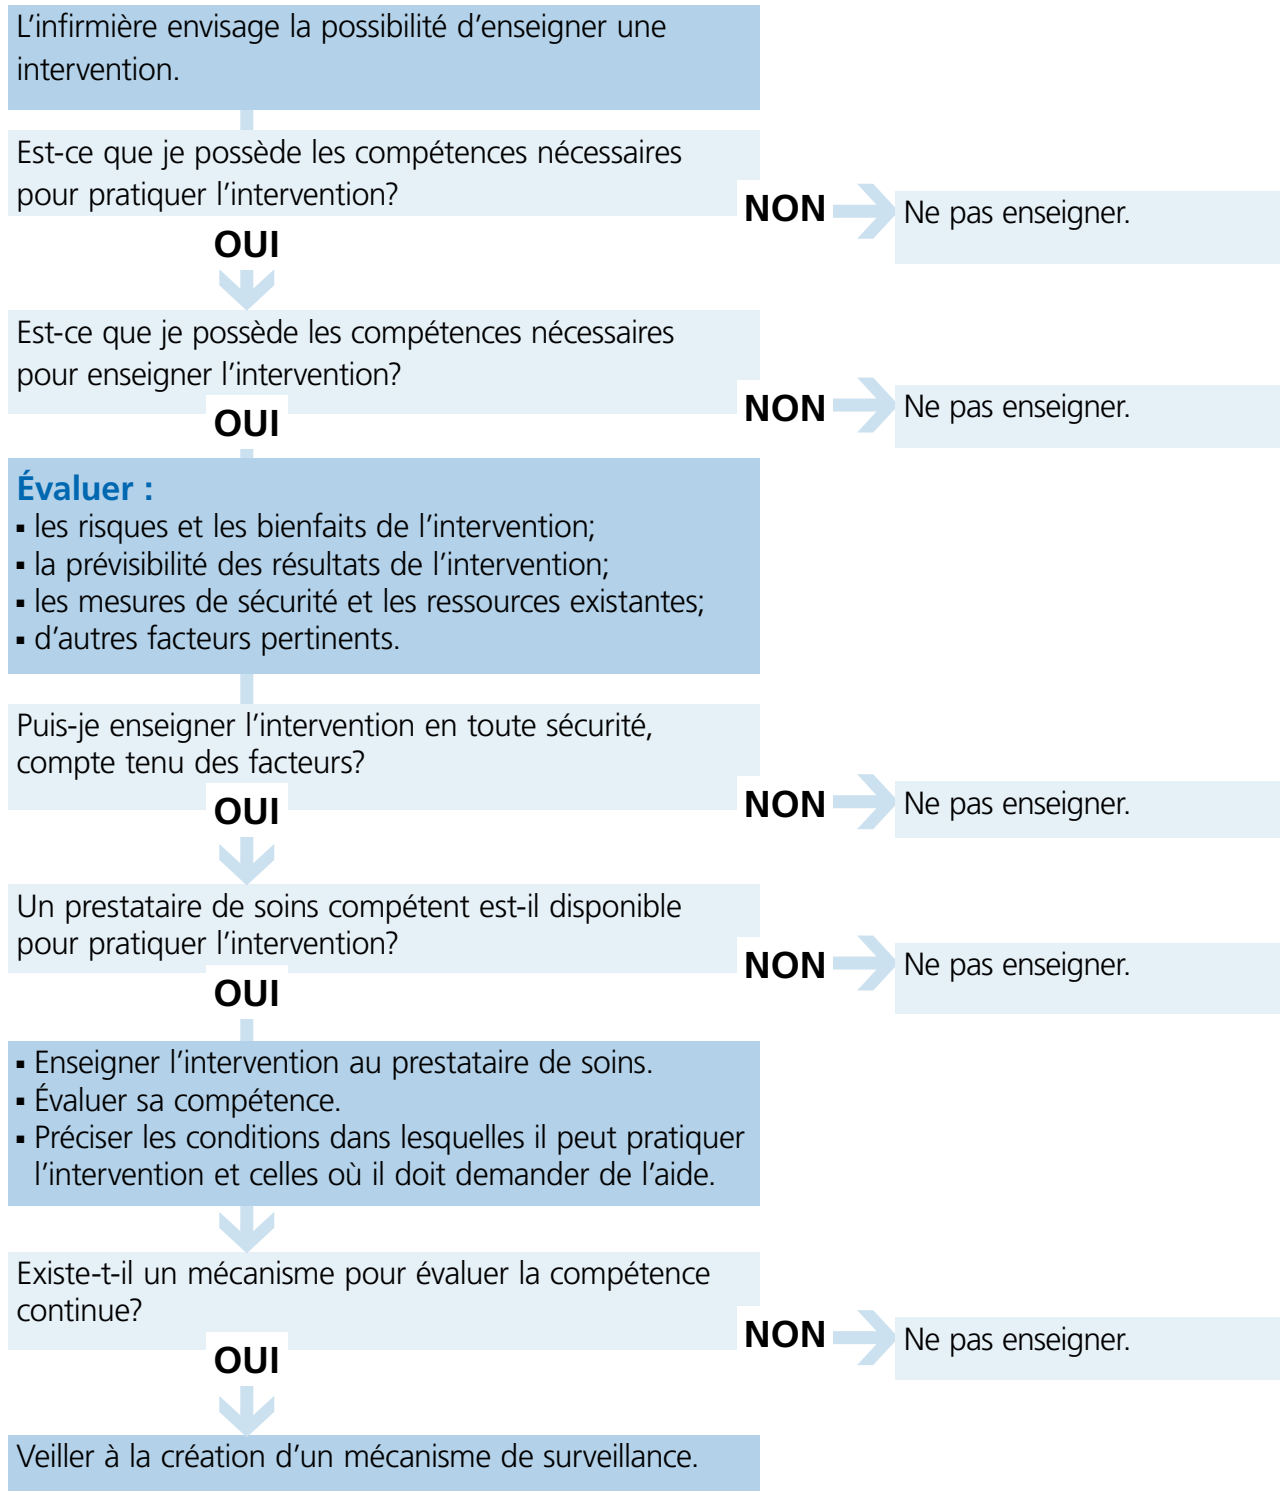 L’infirmière envisage la possibilité d’enseigner une
intervention.
Est-ce que je possède les compétences nécessaires
pour pratiquer l’intervention?
NON
Ne pas enseigner.
OUI
Est-ce que je possède les compétences nécessaires
pour enseigner l’intervention?
NON
Ne pas enseigner.
OUI
Évaluer :
▪ les risques et les bienfaits de l’intervention;
▪ la prévisibilité des résultats de l’intervention;
▪ les mesures de sécurité et les ressources existantes;
▪ d’autres facteurs pertinents.
Puis-je enseigner l’intervention en toute sécurité,
compte tenu des facteurs?
NON
Ne pas enseigner.
OUI
Un prestataire de soins compétent est-il disponible
pour pratiquer l’intervention?
NON
Ne pas enseigner.
OUI
▪ Enseigner l’intervention au prestataire de soins.
▪ Évaluer sa compétence.
▪ Préciser les conditions dans lesquelles il peut pratiquer
l’intervention et celles où il doit demander de l’aide.
Existe-t-il un mécanisme pour évaluer la compétence
continue?
NON
Ne pas enseigner.
OUI
Veiller à la création d’un mécanisme de surveillance.